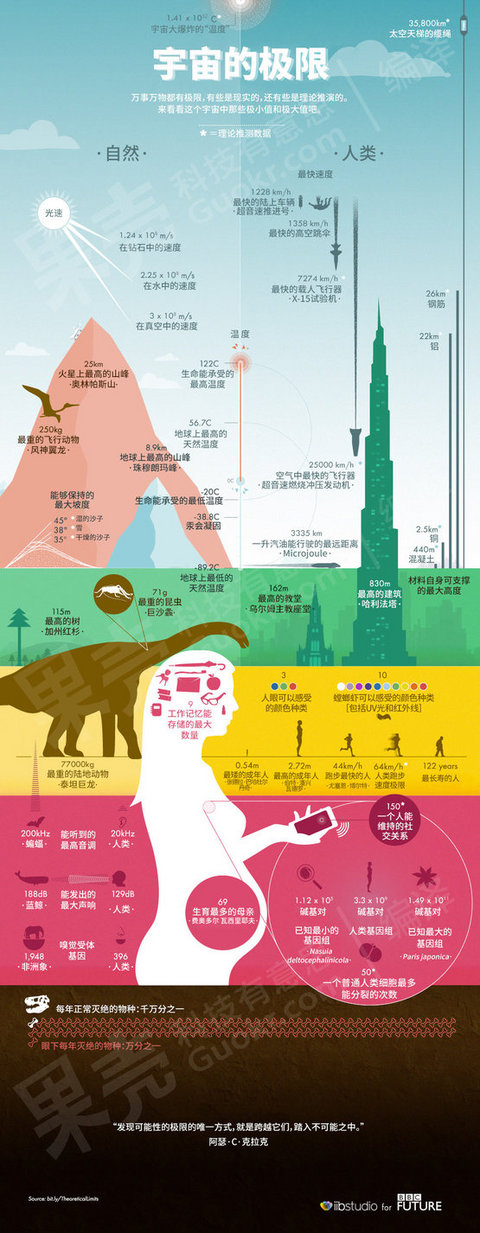 1.41 x 10³² C*
宇宙大爆炸的“温度”
35,800km*
太空天梯的缆绳
宇宙的极限
万事万物都有极限,有些是现实的,还有些是理论推演的。
来看看这个宇宙中那些极小值和极大值吧。
★ =理论推测数据
·自然·
·人类·
最快速度
1228 km/h
最快的陆上车辆
·超音速推进号·
1358 km/h
最快的高空跳伞
7274 km/h
最快的载人飞行器
·X-15试验机·
25000 km/h
空气中最快的飞行器
·超音速燃烧冲压发动机·
3335 km
一升汽油能行驶的最远距离
·Microjoule·
光速
1.24 x 10⁸ m/s
在钻石中的速度
2.25 x 10⁸ m/s
在水中的速度
3 x 10⁸ m/s
在真空中的速度
温度
122C
生命能承受的
最高温度
56.7C
地球上最高的
天然温度
0C
-20C
生命能承受的最低温度
-38.8C
汞会凝固
-89.2C
地球上最低的
天然温度
25km
火星上最高的山峰
·奥林帕斯山·
250kg
最重的飞行动物
·风神翼龙·
8.9km
地球上最高的山峰
·珠穆朗玛峰·
能够保持的
最大坡度
45° 湿的沙子
38° 雪
35° 干燥的沙子
26km
钢筋
22km
铝
2.5km*
铜
440m*
混凝土
材料自身可支撑
的最大高度
830m
最高的建筑
·哈利法塔·
162m
最高的教堂
·乌尔姆主教座堂·
71g
最重的昆虫
·巨沙螽·
115m
最高的树
·加州红杉·
77000kg
最重的陆地动物
·泰坦巨龙·
9
工作记忆能
存储的最大
数量
3
人眼可以感受
的颜色种类
10
螳螂虾可以感受的颜色种类
[包括UV光和红外线]
0.54m
最矮的成年人
2.72m
最高的成年人
44km/h
跑步最快的人
·尤塞恩·博尔特·
64km/h*
人类跑步
速度极限
122 years
最长寿的人
200kHz
·蝙蝠·
能听到的
最高音调
20kHz
·人类·
188dB
·蓝鲸·
能发出的
最大声响
129dB
·人类·
1,948
·非洲象·
嗅觉受体
基因
396
·人类·
69
生育最多的母亲
·费奥多尔 瓦西里耶夫·
150*
一个人能
维持的社
交关系
1.12 x 10⁵
碱基对
已知最小的
基因组
·Nasuia
deltocephalinicola·
3.3 x 10⁹
碱基对
人类基因组
1.49 x 10¹¹
碱基对
已知最大的
基因组
·Paris japonica·
50*
一个普通人类细胞最多
能分裂的次数
每年正常灭绝的物种:千万分之一
眼下每年灭绝的物种:万分之一
“发现可能性的极限的唯一方式,就是跨越它们,踏入不可能之中。”
阿瑟·C·克拉克
Source: bit.ly/TheoreticalLimits
iibstudio for BBC FUTURE
果壳
科技有意思
Guokr.com
编译